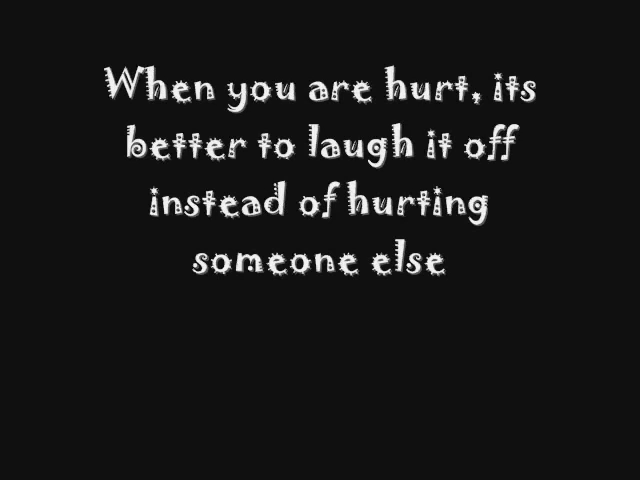 When you are hurt, its
better to laugh it off
instead of hurting
someone else